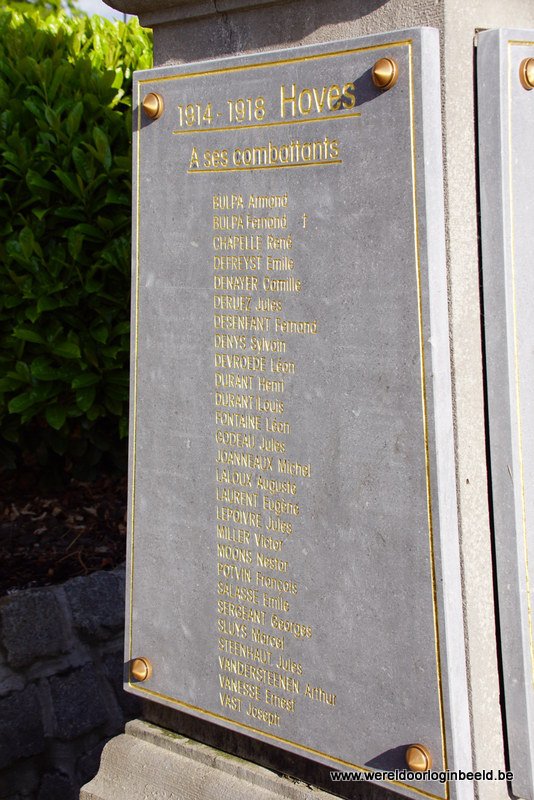 1914 - 1918 Hoves
A ses combattants
BULPA Armand
BULPA Fernand †
CHAPELLE René
DEFREYST Emile
DENAYER Camille
DERUEZ Jules
DESENFANT Fernand
DENYS Sylvain
DEVROEDE Léon
DURANT Henri
DURANT Louis
FONTAINE Léon
GODEAU Jules
JOANNEAUX Michel
LALOUX Auguste
LAURENT Eugène
LEPOIVRE Jules
MILLER Victor
MOONS Nestor
POTVIN François
SALASSE Emile
SERGEANT Georges
SLUYS Marcel
STEENHAUT Jules
VANDERSTEENEN Arthur
VANESSE Ernest
VAST Joseph
www.wereldoorloginbeeld.be